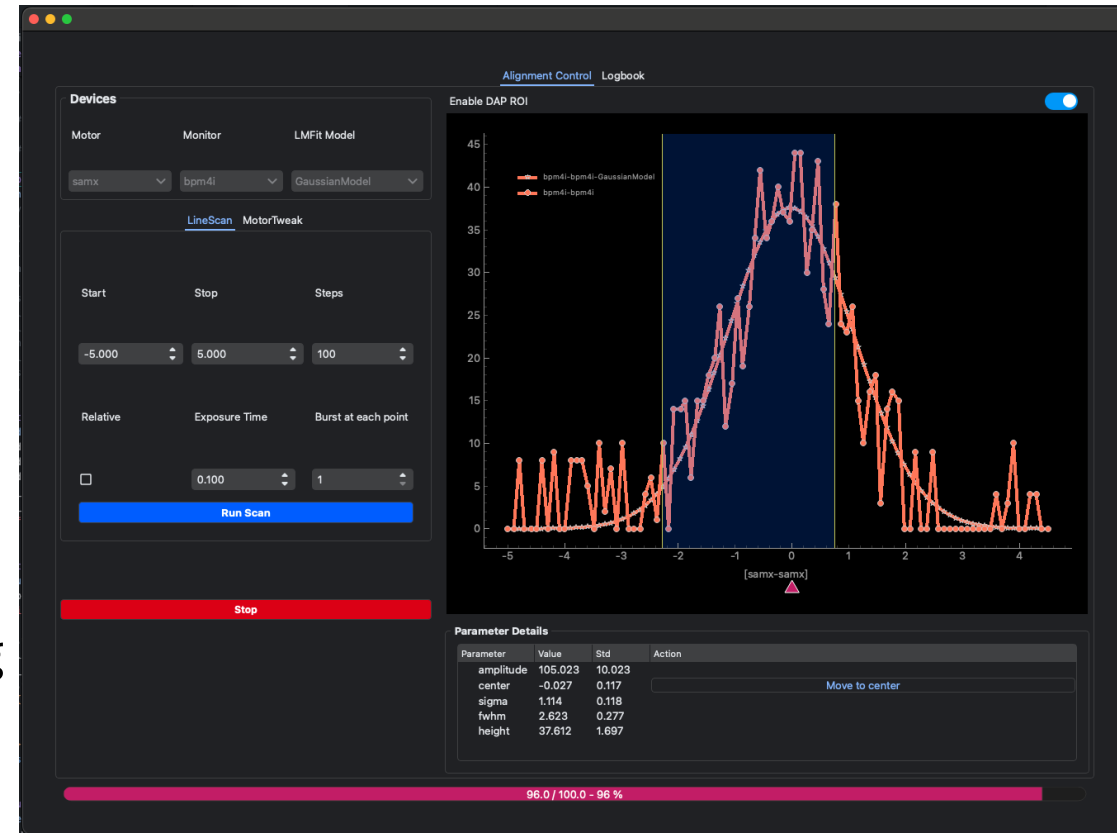 Alignment Control Logbook
Devices
Motor Monitor LMFit Model
samx bpm4i GaussianModel
LineScan MotorTweak
Start Stop Steps
-5.000 5.000 100
Relative Exposure Time Burst at each point
0.100 1
Run Scan
Stop
Enable DAP ROI
bpm4i-bpm4i-GaussianModel
bpm4i-bpm4i
45
40
35
30
25
20
15
10
5
0
-5 -4 -3 -2 -1 0 1 2 3 4
[samx-samx]
Parameter Details
Parameter Value Std Action
amplitude 105.023 10.023
center -0.027 0.117 Move to center
sigma 1.114 0.118
fwhm 2.623 0.277
height 37.612 1.697
96.0 / 100.0 - 96 %